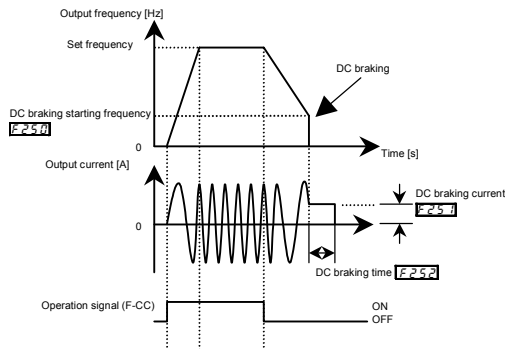 Output frequency [Hz]
Set frequency
DC braking
DC braking starting frequency
F250
0
Time [s]
Output current [A]
DC braking current
F251
0
DC braking time F252
Operation signal (F-CC)
ON
OFF